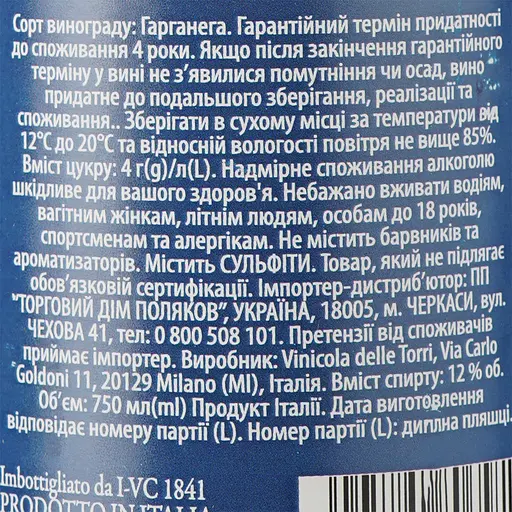 Сорт винограду: Гарганега. Гарантійний термін придатності
до споживання 4 роки. Якщо після закінчення гарантійного
терміну у вині не з'явилися помутніння чи осад, вино
придатне до подальшого зберігання, реалізації та
споживання.. Зберігати в сухому місці за температури від
12°С до 20°С та відносній вологості повітря не вище 85%.
Вміст цукру: 4 г(g)/л(L). Надмірне споживання алкоголю
шкідливе для вашого здоров'я. Небажано вживати водіям,
вагітним жінкам, літнім людям, особам до 18 років,
спортсменам та алергікам. Не містить барвників та
ароматизаторів. Містить СУЛЬФІТИ. Товар, який не підлягає
обов'язковій сертифікації. Імпортер-дистриб'ютор: ПП
"ТОРГОВИЙ ДІМ ПОЛЯКОВ", УКРАЇНА, 18005, м. ЧЕРКАСИ, вул.
ЧЕХОВА 41, тел: 0 800 508 101. Претензії від споживачів
приймає імпортер. Виробник: Vinicola delle Torri, Via Carlo
Goldoni 11, 20129 Milano (MI), Італія. Вміст спирту: 12 % об.
Об'єм: 750 мл(ml) Продукт Італії. Дата виготовлення
відповідає номеру партії (L). Номер партії (L): дивна пляшці.
Imbottigliato da I-VC 1841
PRODOTTO IN ITALIA